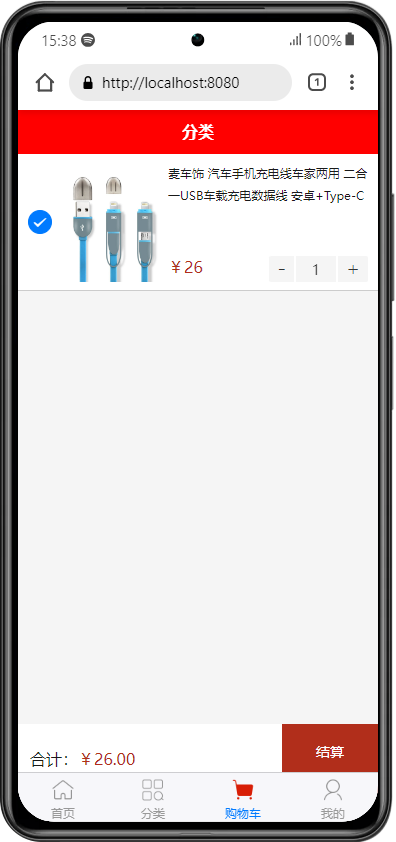 15:38 100%
http://localhost:8080 1
分类
麦车饰 汽车手机充电线车家两用 二合
一USB车载充电数据线 安卓+Type-C
￥26 - 1 +
合计：￥26.00 结算
首页 分类 购物车 我的